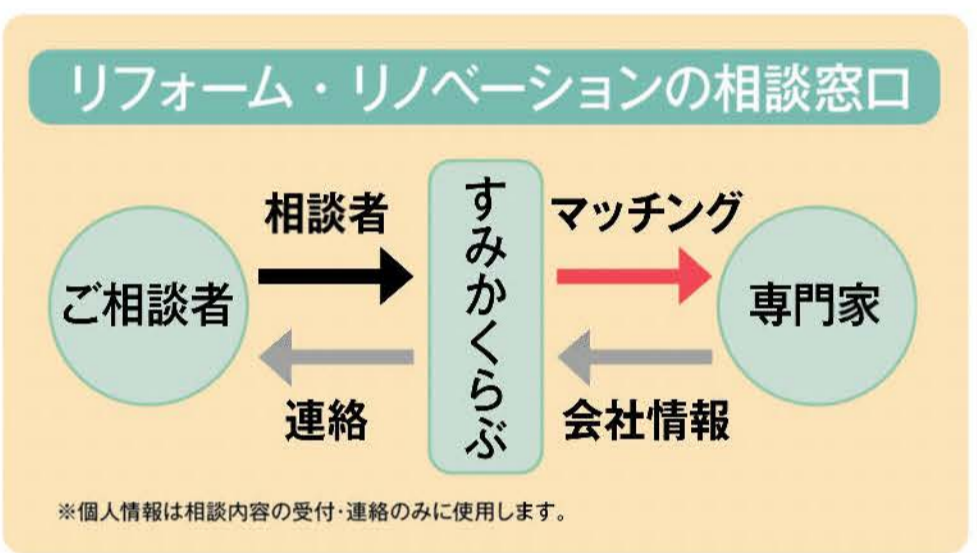 リフォーム・リノベーションの相談窓口
相談者
マッチング
ご相談者
すみかくらぶ
専門家
連絡
会社情報
※個人情報は相談内容の受付・連絡のみに使用します。